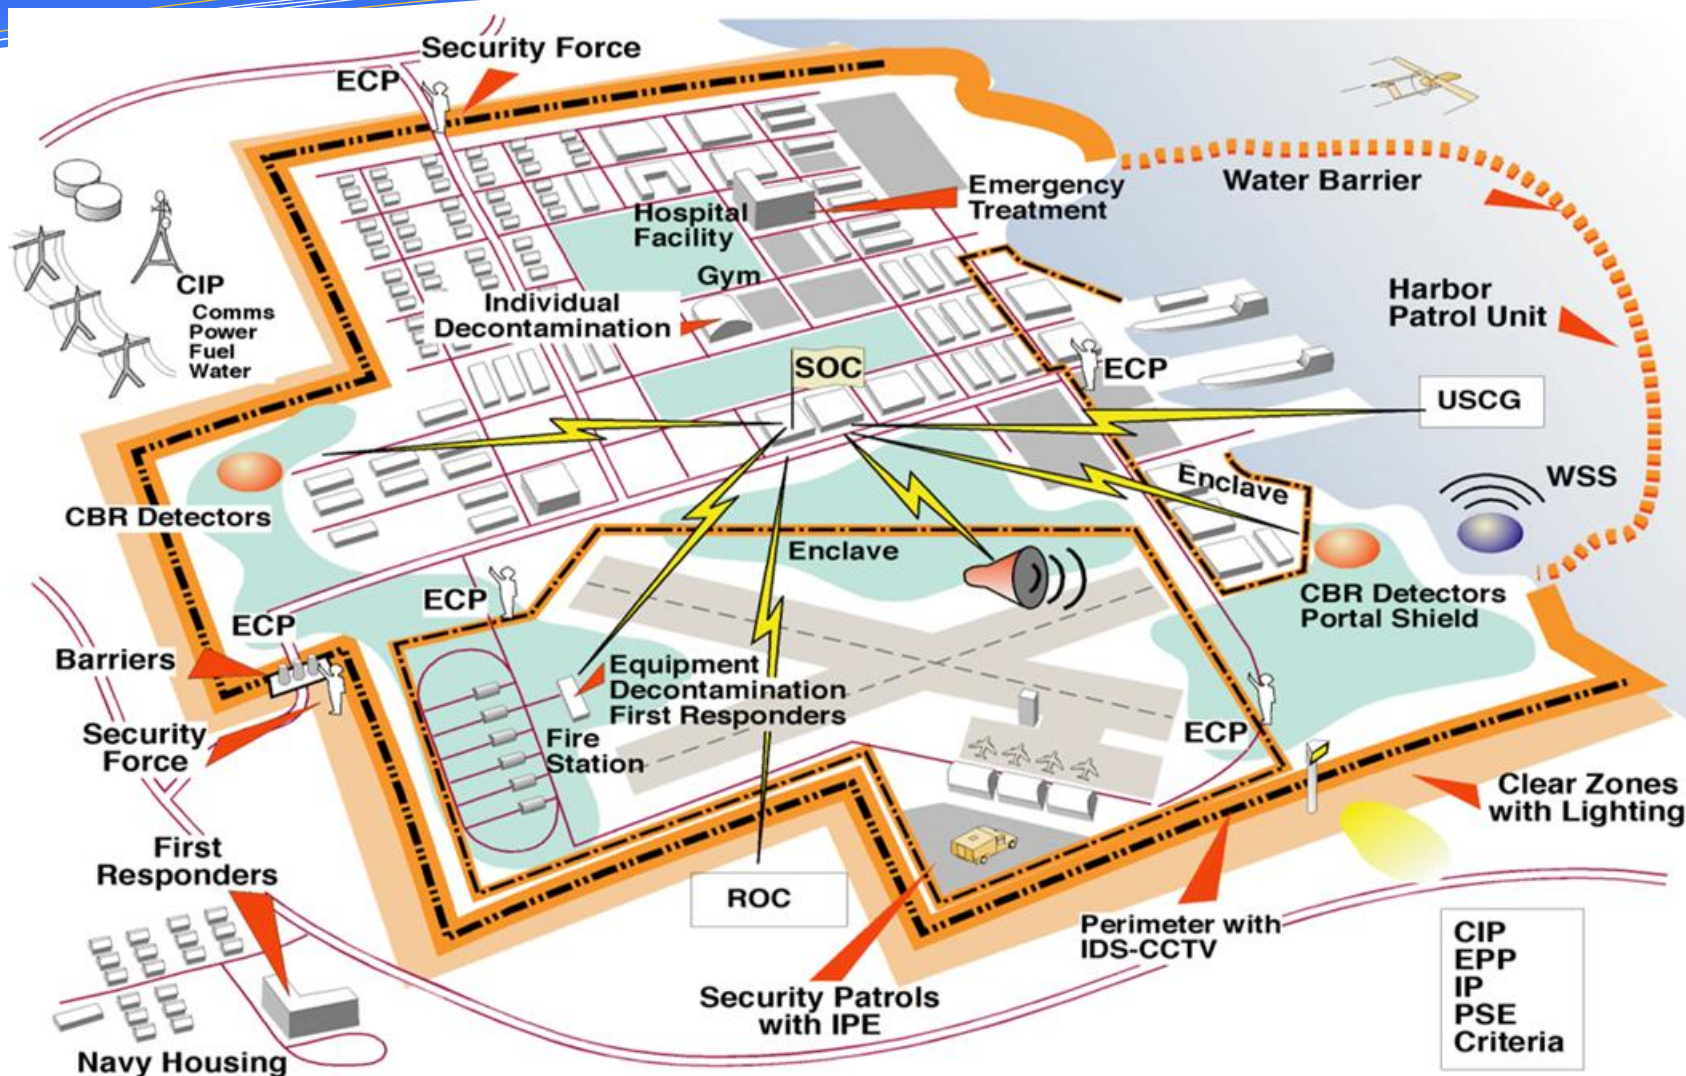 Security Force
ECP
Emergency
Treatment
Water Barrier
Hospital
Facility
Gym
CIP
Comms
Power
Fuel
Water
Individual
Decontamination
Harbor
Patrol Unit
SOC
ECP
USCG
Enclave
WSS
CBR Detectors
Enclave
ECP
CBR Detectors
Portal Shield
ECP
Barriers
Equipment
Decontamination
First Responders
Security
Force
Fire
Station
ECP
Clear Zones
with Lighting
First
Responders
ROC
Perimeter with
IDS-CCTV
Security Patrols
with IPE
CIP
EPP
IP
PSE
Criteria
Navy Housing